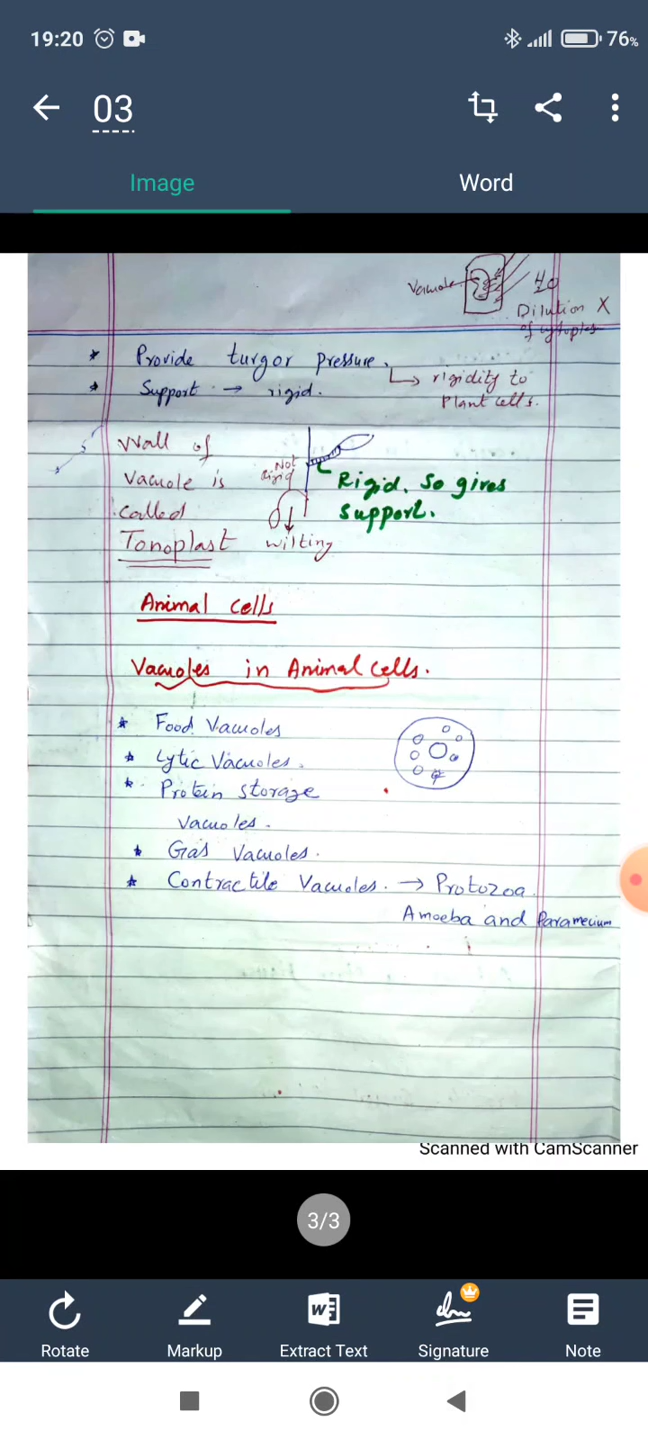 19:20
76%
03
Image
Word
Vacuole
H₂O
Dilution X
of cytoplas
* Provide turgor pressure.
↳ rigidity to
Plant cells.
* Support → rigid.
Wall of
Vacuole is
called
Tonoplast
Not
Rigid
wilting
Rigid. So gives
support.
Animal cells
Vacuoles in Animal cells.
* Food Vacuoles
* Lytic Vacuoles.
* Protein storage
Vacuoles.
* Gas Vacuoles.
* Contractile Vacuoles. → Protozoa.
Amoeba and Paramecium
Scanned with CamScanner
3/3
Rotate
Markup
Extract Text
Signature
Note